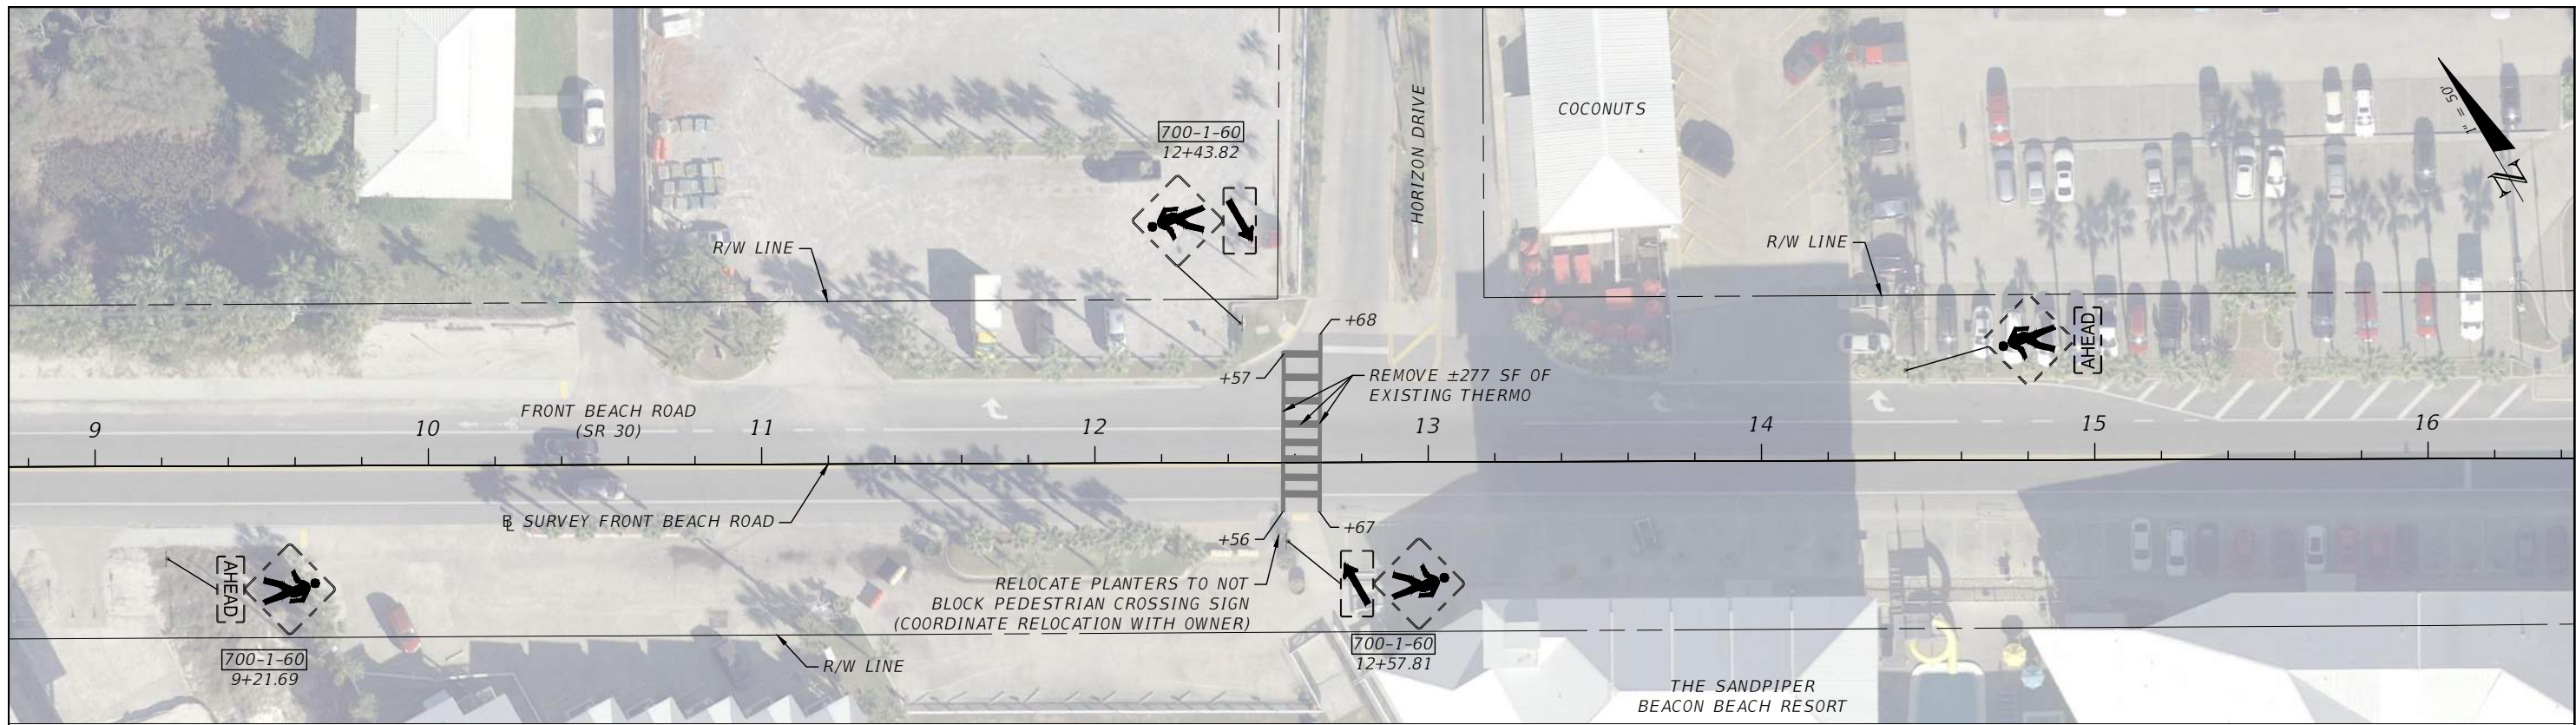 COCONUTS
HORIZON DRIVE
1" = 50'
N
700-1-60
12+43.82
R/W LINE
R/W LINE
AHEAD
+68
+57
REMOVE ±277 SF OF
EXISTING THERMO
FRONT BEACH ROAD
(SR 30)
9
10
11
12
13
14
15
16
BL SURVEY FRONT BEACH ROAD
+56
+67
AHEAD
RELOCATE PLANTERS TO NOT
BLOCK PEDESTRIAN CROSSING SIGN
(COORDINATE RELOCATION WITH OWNER)
700-1-60
9+21.69
R/W LINE
700-1-60
12+57.81
THE SANDPIPER
BEACON BEACH RESORT